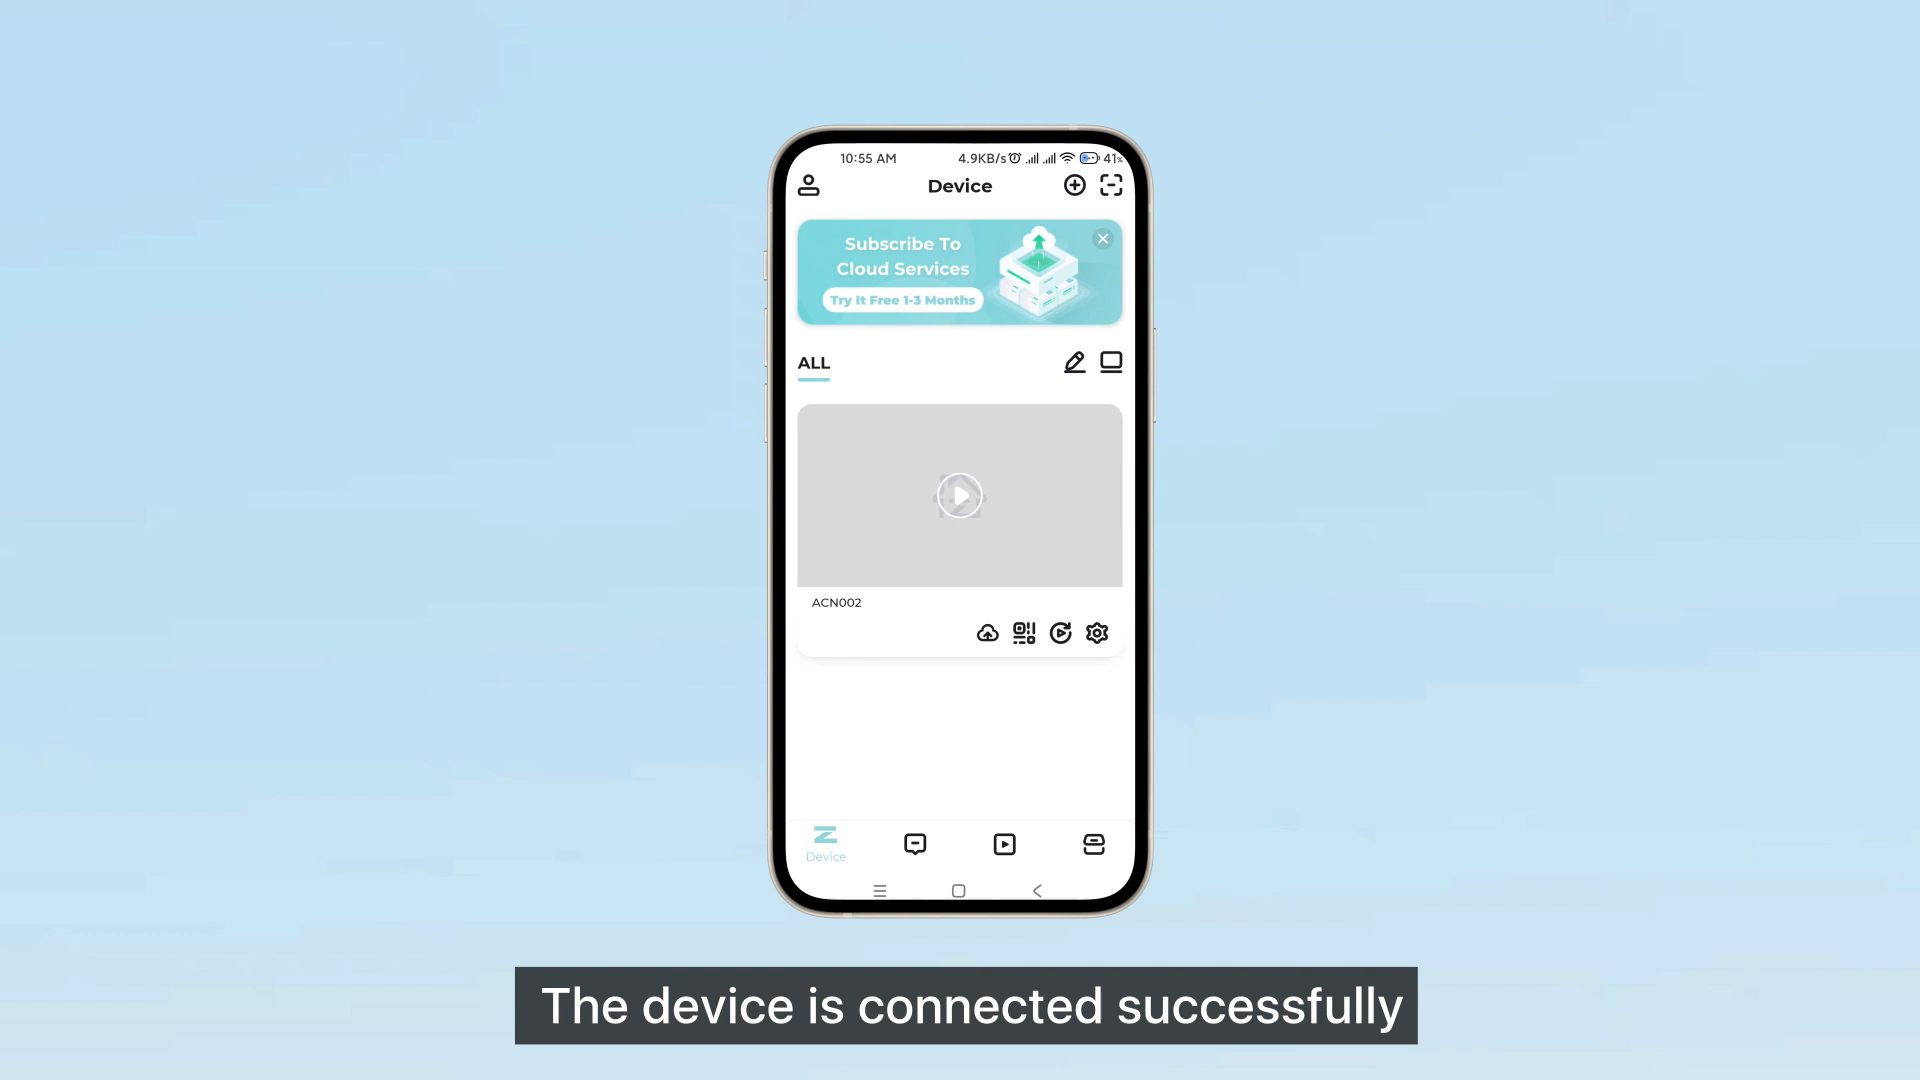 10:55 AM 4.9KB/s 41%
Device
Subscribe To
Cloud Services
Try It Free 1-3 Months
ALL
ACN002
Device
The device is connected successfully